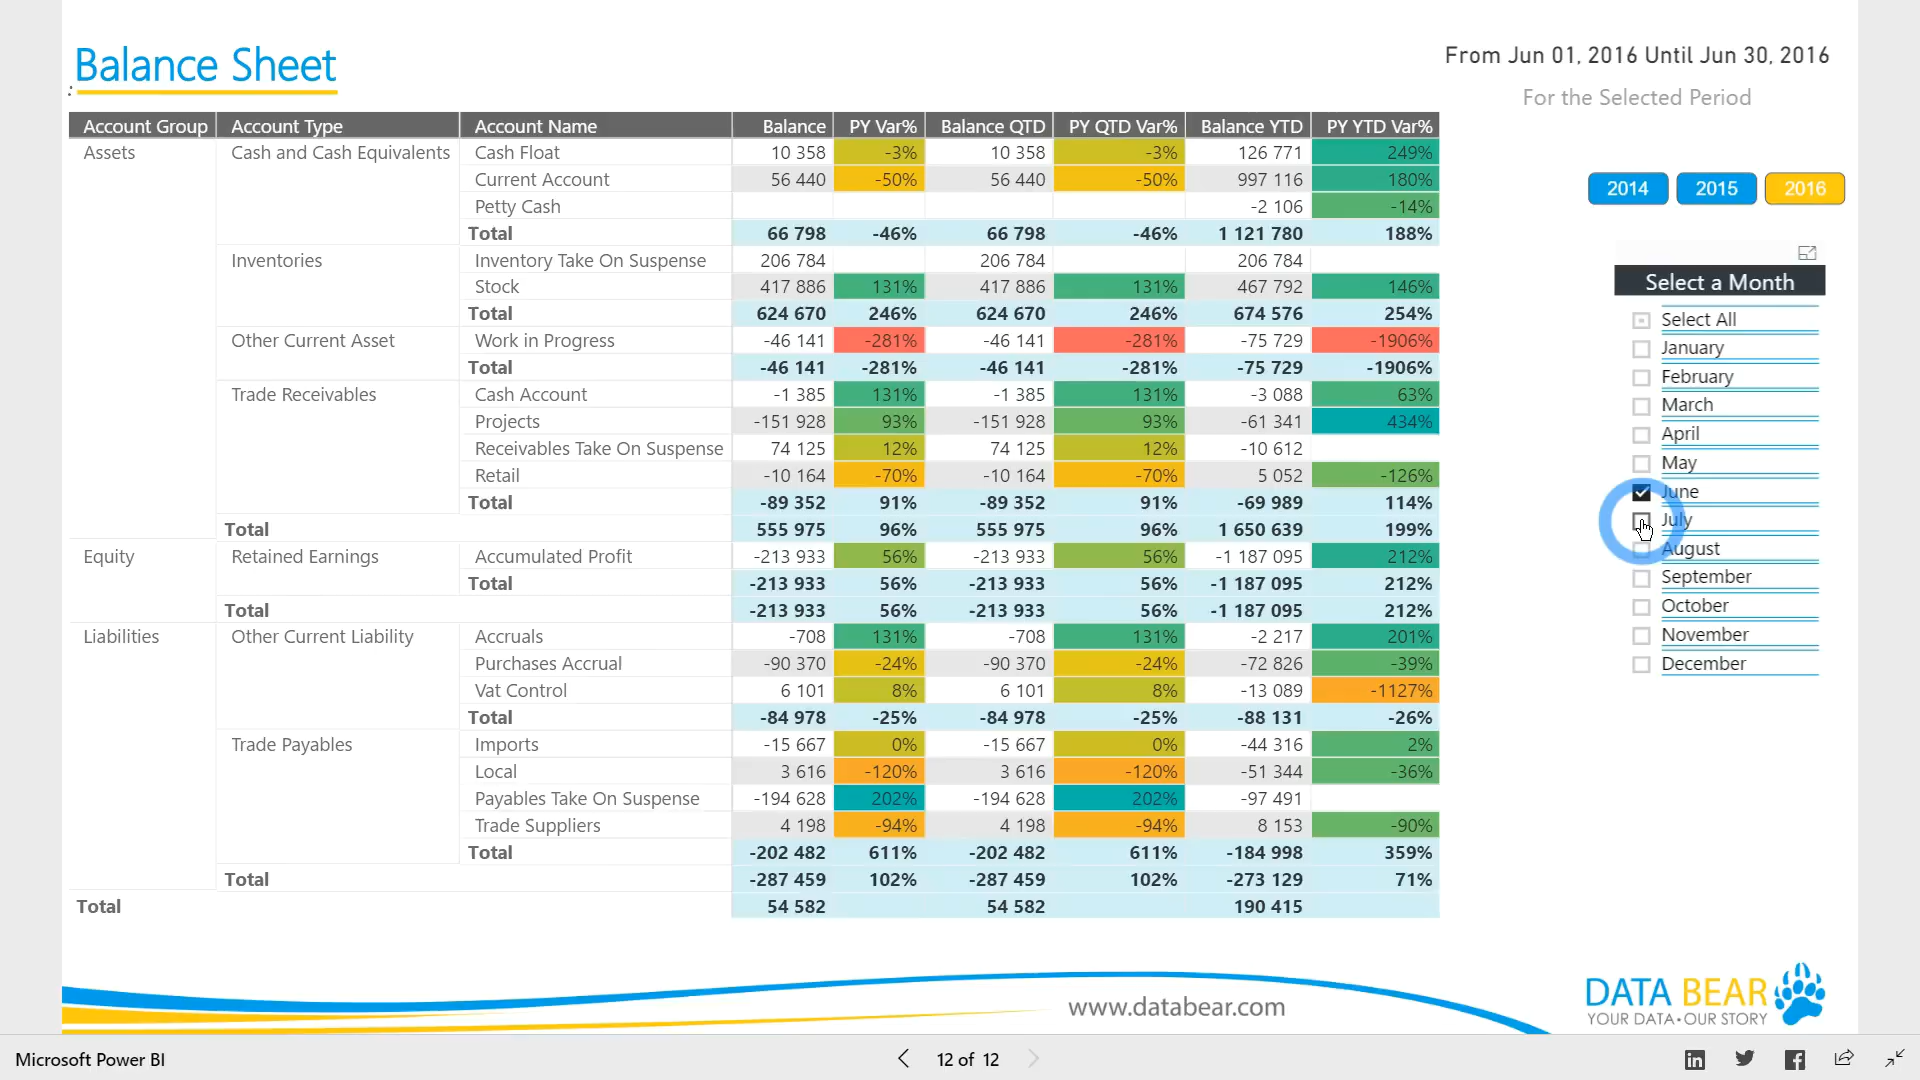 Balance Sheet
:
From Jun 01, 2016 Until Jun 30, 2016
For the Selected Period
Account Group Account Type Account Name Balance PY Var% Balance QTD PY QTD Var% Balance YTD PY YTD Var%
Assets Cash and Cash Equivalents Cash Float 10 358 -3% 10 358 -3% 126 771 249%
Current Account 56 440 -50% 56 440 -50% 997 116 180%
Petty Cash -2 106 -14%
Total 66 798 -46% 66 798 -46% 1 121 780 188%
Inventories Inventory Take On Suspense 206 784 206 784 206 784
Stock 417 886 131% 417 886 131% 467 792 146%
Total 624 670 246% 624 670 246% 674 576 254%
Other Current Asset Work in Progress -46 141 -281% -46 141 -281% -75 729 -1906%
Total -46 141 -281% -46 141 -281% -75 729 -1906%
Trade Receivables Cash Account -1 385 131% -1 385 131% -3 088 63%
Projects -151 928 93% -151 928 93% -61 341 434%
Receivables Take On Suspense 74 125 12% 74 125 12% -10 612
Retail -10 164 -70% -10 164 -70% 5 052 -126%
Total -89 352 91% -89 352 91% -69 989 114%
Total 555 975 96% 555 975 96% 1 650 639 199%
Equity Retained Earnings Accumulated Profit -213 933 56% -213 933 56% -1 187 095 212%
Total -213 933 56% -213 933 56% -1 187 095 212%
Total -213 933 56% -213 933 56% -1 187 095 212%
Liabilities Other Current Liability Accruals -708 131% -708 131% -2 217 201%
Purchases Accrual -90 370 -24% -90 370 -24% -72 826 -39%
Vat Control 6 101 8% 6 101 8% -13 089 -1127%
Total -84 978 -25% -84 978 -25% -88 131 -26%
Trade Payables Imports -15 667 0% -15 667 0% -44 316 2%
Local 3 616 -120% 3 616 -120% -51 344 -36%
Payables Take On Suspense -194 628 202% -194 628 202% -97 491
Trade Suppliers 4 198 -94% 4 198 -94% 8 153 -90%
Total -202 482 611% -202 482 611% -184 998 359%
Total -287 459 102% -287 459 102% -273 129 71%
Total 54 582 54 582 190 415
2014 2015 2016
Select a Month
Select All
January
February
March
April
May
June
July
August
September
October
November
December
www.databear.com
DATA BEAR
YOUR DATA • OUR STORY
Microsoft Power BI
12 of 12